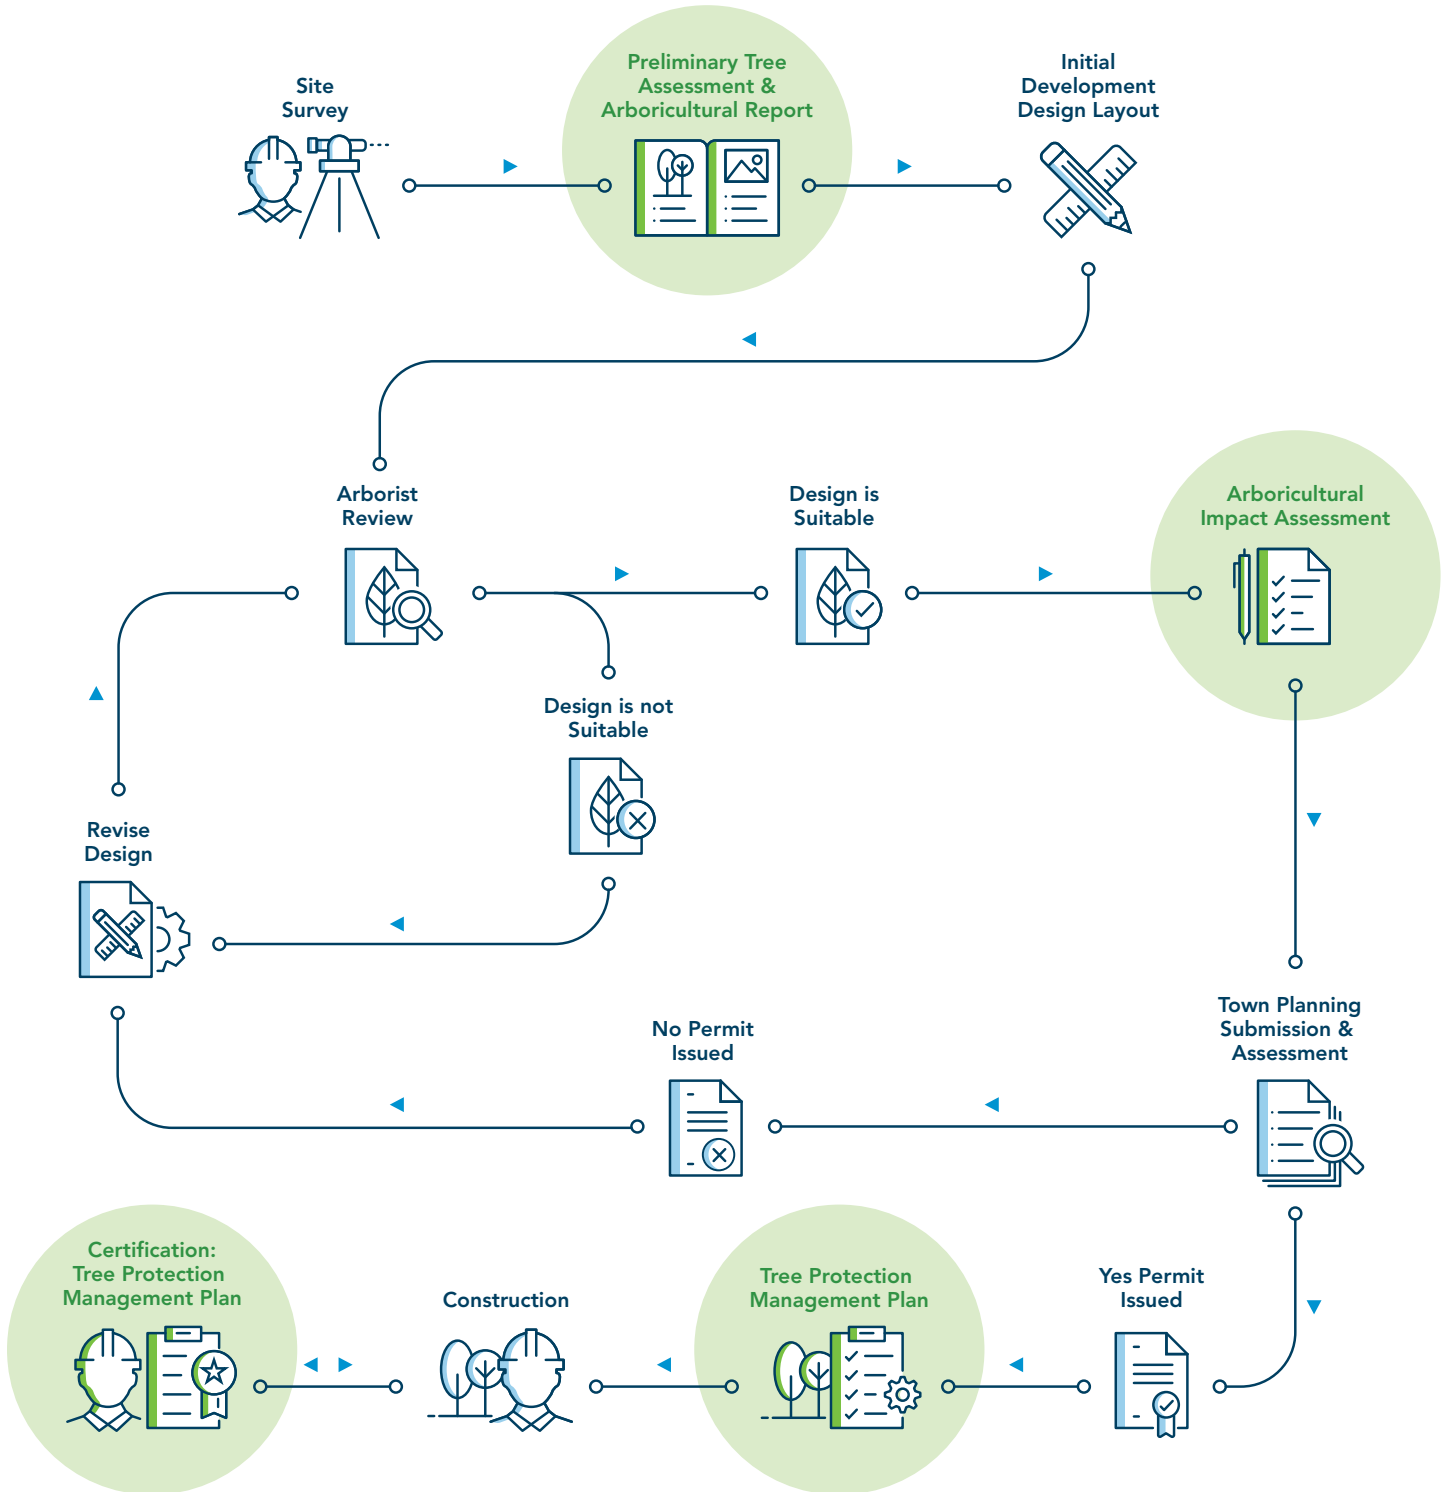 Site
Survey
Preliminary Tree
Assessment &
Arboricultural Report
Initial
Development
Design Layout
Arborist
Review
Design is
Suitable
Arboricultural
Impact Assessment
Design is not
Suitable
Revise
Design
No Permit
Issued
Town Planning
Submission &
Assessment
Certification:
Tree Protection
Management Plan
Construction
Tree Protection
Management Plan
Yes Permit
Issued